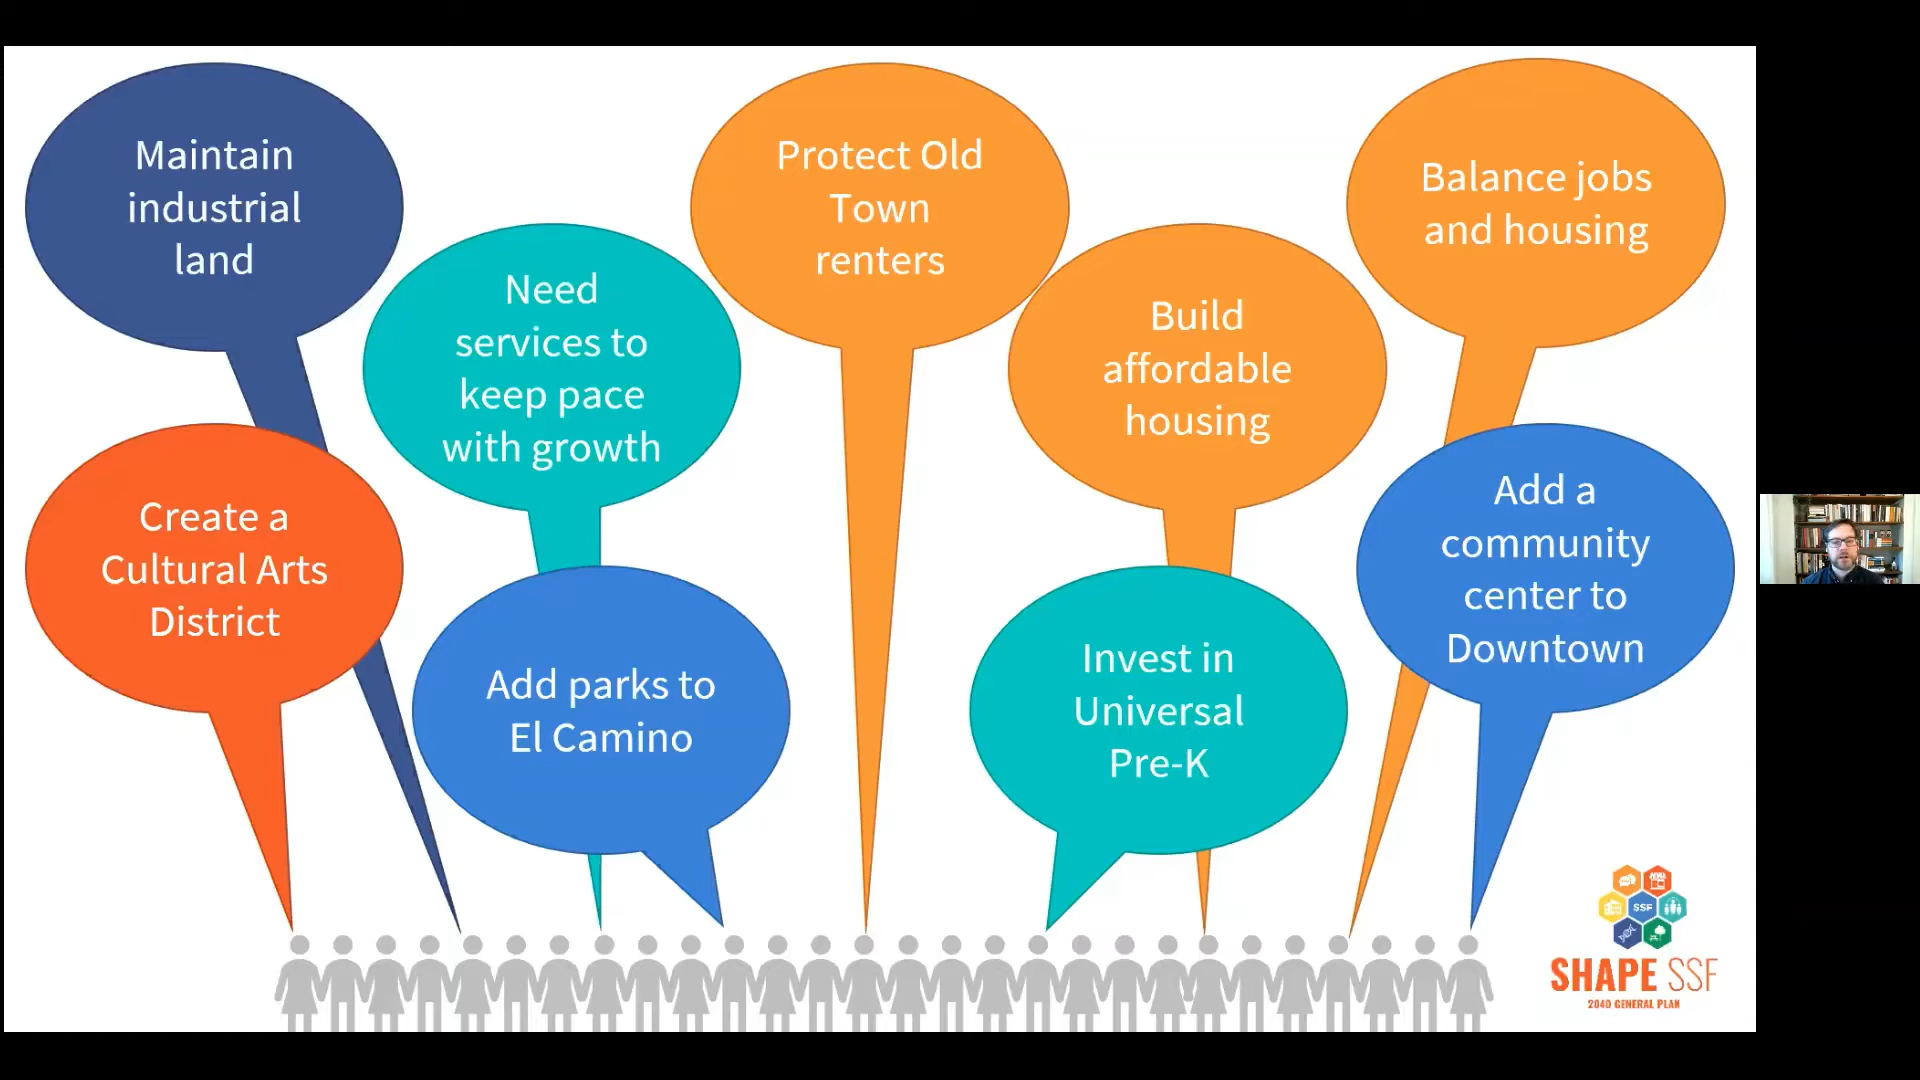 Maintain
industrial
land
Protect Old
Town
renters
Balance jobs
and housing
Need
services to
keep pace
with growth
Build
affordable
housing
Create a
Cultural Arts
District
Add a
community
center to
Downtown
Add parks to
El Camino
Invest in
Universal
Pre-K
SSF
SHAPE SSF
2040 GENERAL PLAN